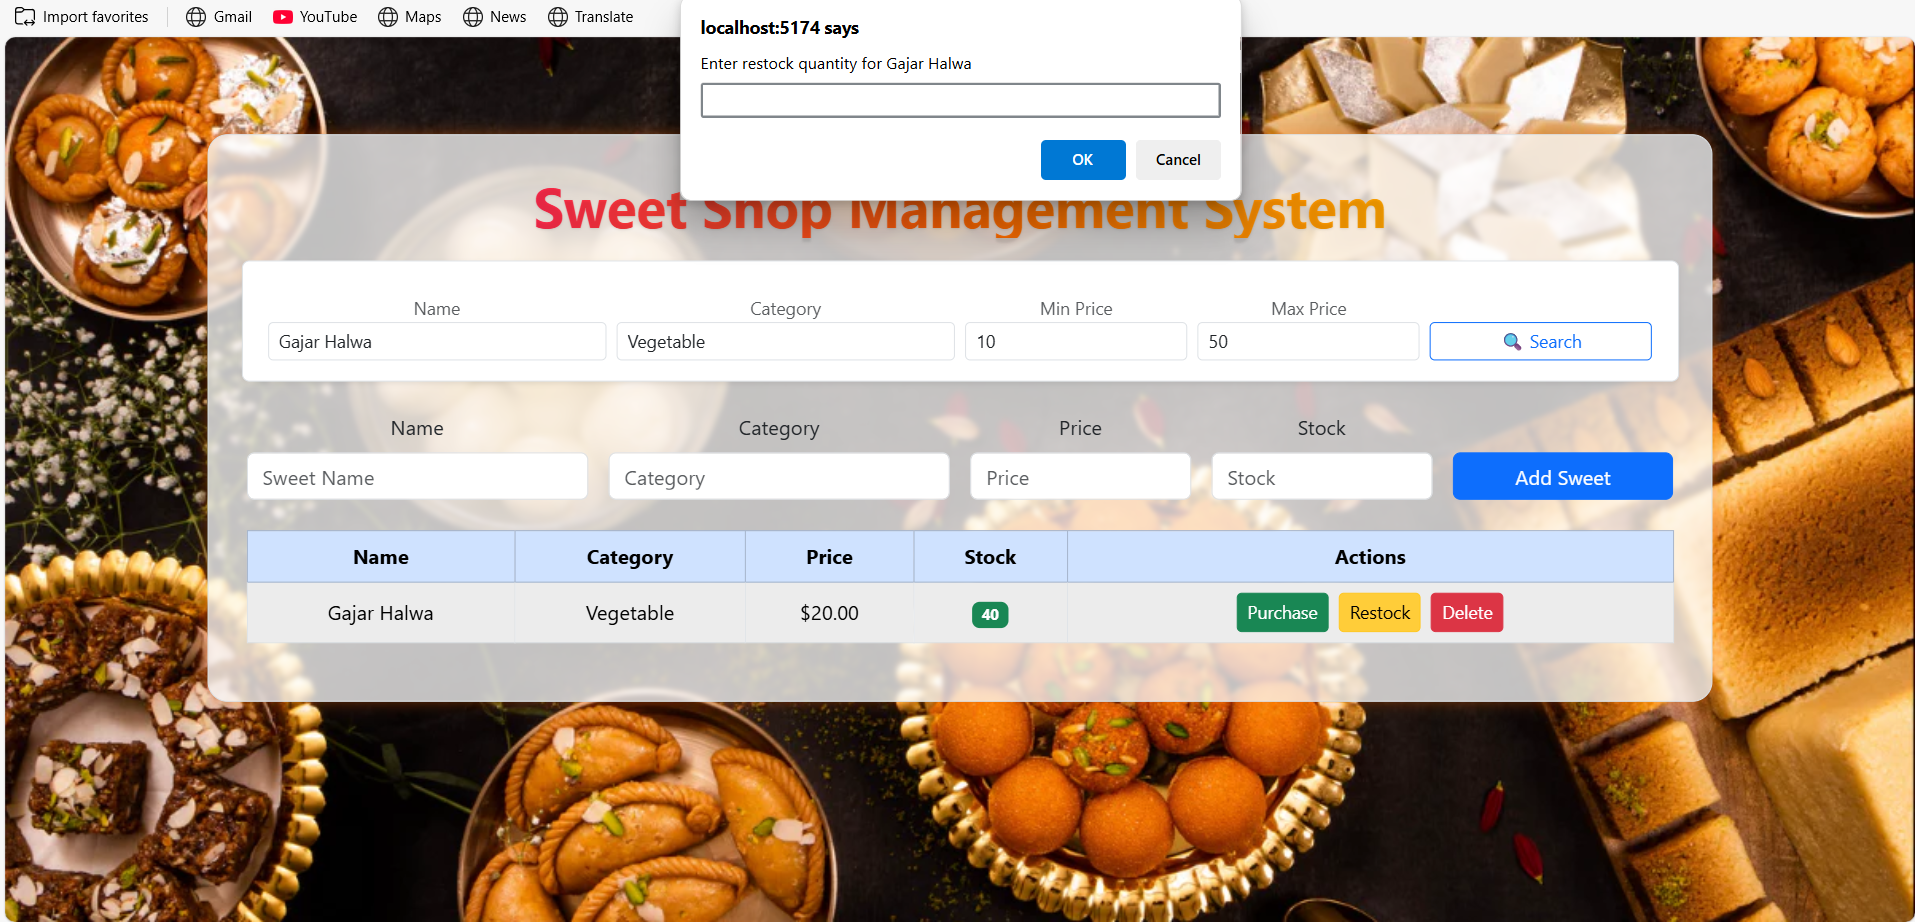 Import favorites Gmail YouTube Maps News Translate
localhost:5174 says
Enter restock quantity for Gajar Halwa
OK Cancel
Sweet Shop Management System
Name Category Min Price Max Price
Gajar Halwa Vegetable 10 50 🔍 Search
Name Category Price Stock
Sweet Name Category Price Stock Add Sweet
Name Category Price Stock Actions
Gajar Halwa Vegetable $20.00 40 Purchase Restock Delete